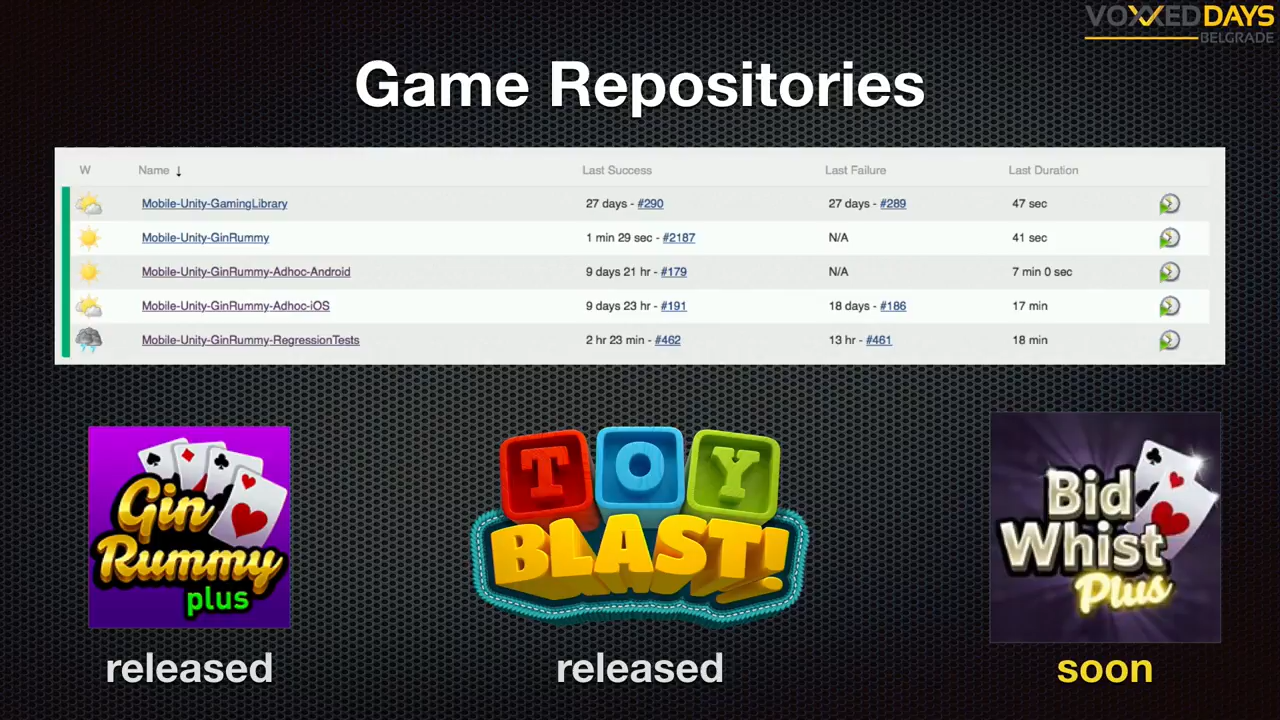 VOXXED DAYS
BELGRADE
Game Repositories
W Name ↓ Last Success Last Failure Last Duration
Mobile-Unity-GamingLibrary 27 days - #290 27 days - #289 47 sec
Mobile-Unity-GinRummy 1 min 29 sec - #2187 N/A 41 sec
Mobile-Unity-GinRummy-Adhoc-Android 9 days 21 hr - #179 N/A 7 min 0 sec
Mobile-Unity-GinRummy-Adhoc-iOS 9 days 23 hr - #191 18 days - #186 17 min
Mobile-Unity-GinRummy-RegressionTests 2 hr 23 min - #462 13 hr - #461 18 min
Gin
Rummy
plus
TOY
BLAST!
Bid
Whist
Plus
released released soon